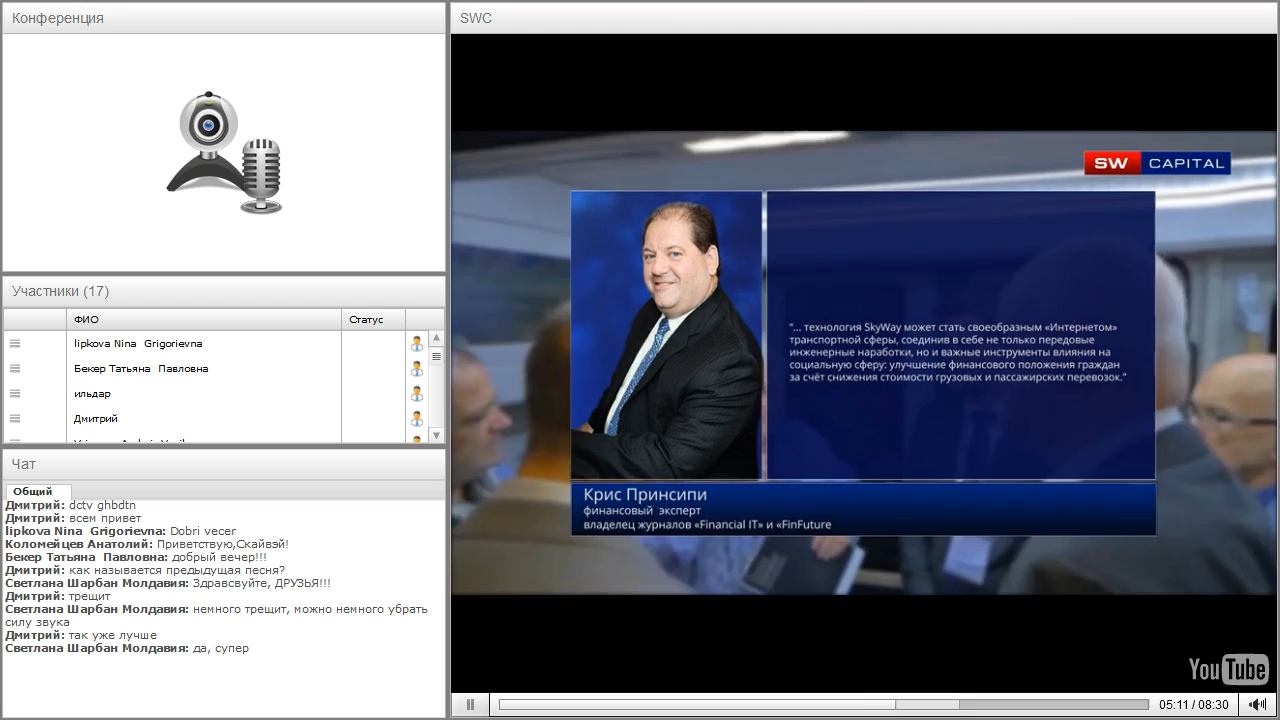 Конференция
SWC
SW CAPITAL
“... технология SkyWay может стать своеобразным «Интернетом»
транспортной сферы, соединив в себе не только передовые
инженерные наработки, но и важные инструменты влияния на
социальную сферу: улучшение финансового положения граждан
за счёт снижения стоимости грузовых и пассажирских перевозок.”
Крис Принсипи
финансовый эксперт
владелец журналов «Financial IT» и «FinFuture
YouTube
05:11 / 08:30
Участники (17)
ФИО Статус
lipkova Nina Grigorievna
Бекер Татьяна Павловна
ильдар
Дмитрий
Чат
Общий
Дмитрий: dctv ghbdtn
Дмитрий: всем привет
lipkova Nina Grigorievna: Dobri vecer
Коломейцев Анатолий: Приветствую,Скайвэй!
Бекер Татьяна Павловна: добрый вечер!!!
Дмитрий: как называется предыдущая песня?
Светлана Шарбан Молдавия: Здравсвуйте, ДРУЗЬЯ!!!
Дмитрий: трещит
Светлана Шарбан Молдавия: немного трещит, можно немного убрать
силу звука
Дмитрий: так уже лучше
Светлана Шарбан Молдавия: да, супер